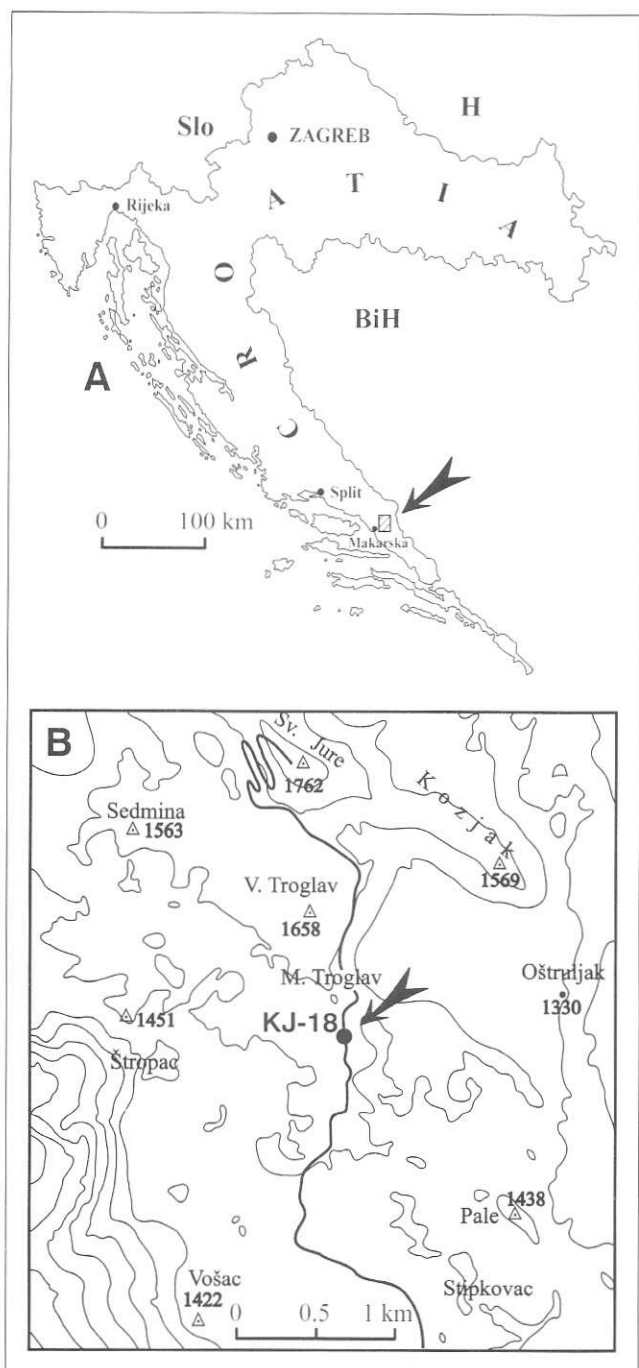 H
Slo
ZAGREB
CROATIA
Rijeka
BiH
A
Split
0 100 km
Makarska
B
Sv. Jure
1762
Sedmina
1563
Kozjak
1569
V. Troglav
1658
M. Troglav
Oštruljak
1330
KJ-18
1451
Štropac
1438
Pale
Stipkovac
Vošac
1422
0 0.5 1 km